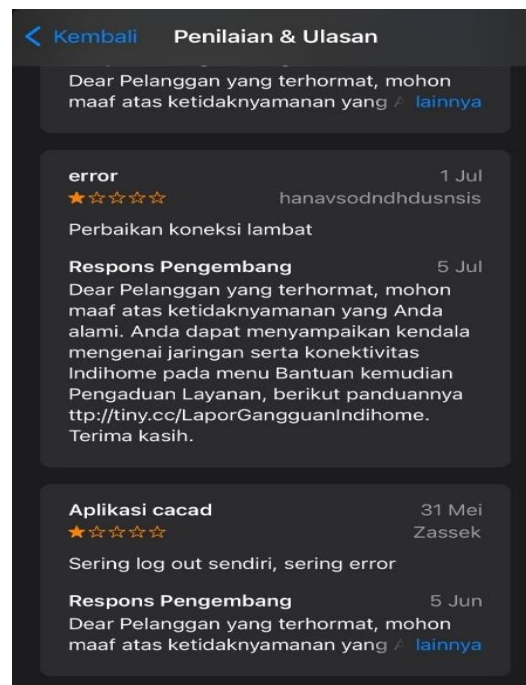 Kembali Penilaian & Ulasan
Dear Pelanggan yang terhormat, mohon
maaf atas ketidaknyamanan yang A lainnya
error 1 Jul
hanavsodndhdusnsis
Perbaikan koneksi lambat
Respons Pengembang 5 Jul
Dear Pelanggan yang terhormat, mohon
maaf atas ketidaknyamanan yang Anda
alami. Anda dapat menyampaikan kendala
mengenai jaringan serta konektivitas
Indihome pada menu Bantuan kemudian
Pengaduan Layanan, berikut panduannya
ttp://tiny.cc/LaporGangguanIndihome.
Terima kasih.
Aplikasi cacad 31 Mei
Zassek
Sering log out sendiri, sering error
Respons Pengembang 5 Jun
Dear Pelanggan yang terhormat, mohon
maaf atas ketidaknyamanan yang A lainnya